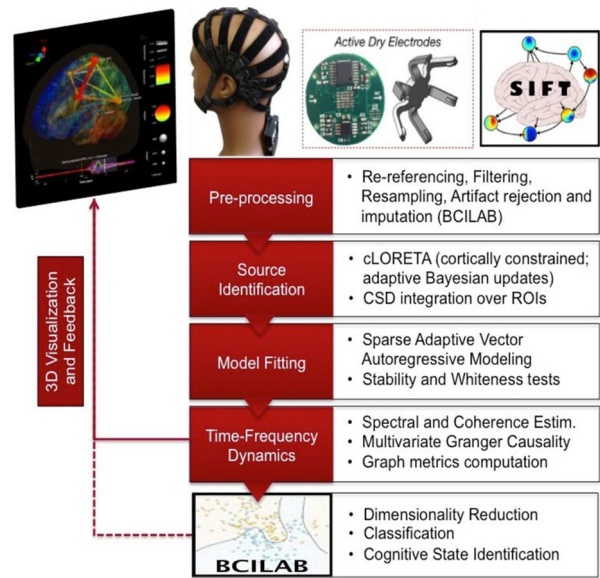 Active Dry Electrodes
SIFT
Pre-processing
• Re-referencing, Filtering,
Resampling, Artifact rejection and
imputation (BCILAB)
Source
Identification
• cLORETA (cortically constrained;
adaptive Bayesian updates)
• CSD integration over ROIs
3D Visualization
and Feedback
Model Fitting
• Sparse Adaptive Vector
Autoregressive Modeling
• Stability and Whiteness tests
Time-Frequency
Dynamics
• Spectral and Coherence Estim.
• Multivariate Granger Causality
• Graph metrics computation
BCILAB
• Dimensionality Reduction
• Classification
• Cognitive State Identification